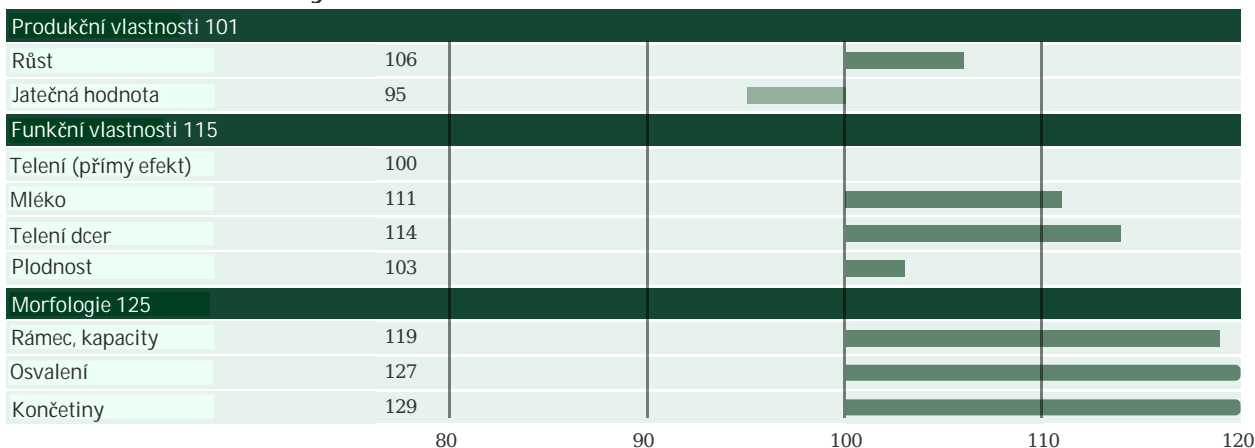 Produkční vlastnosti 101
Růst 106
Jatečná hodnota 95
Funkční vlastnosti 115
Telení (přímý efekt) 100
Mléko 111
Telení dcer 114
Plodnost 103
Morfologie 125
Rámec, kapacity 119
Osvalení 127
Končetiny 129
80 90 100 110 120